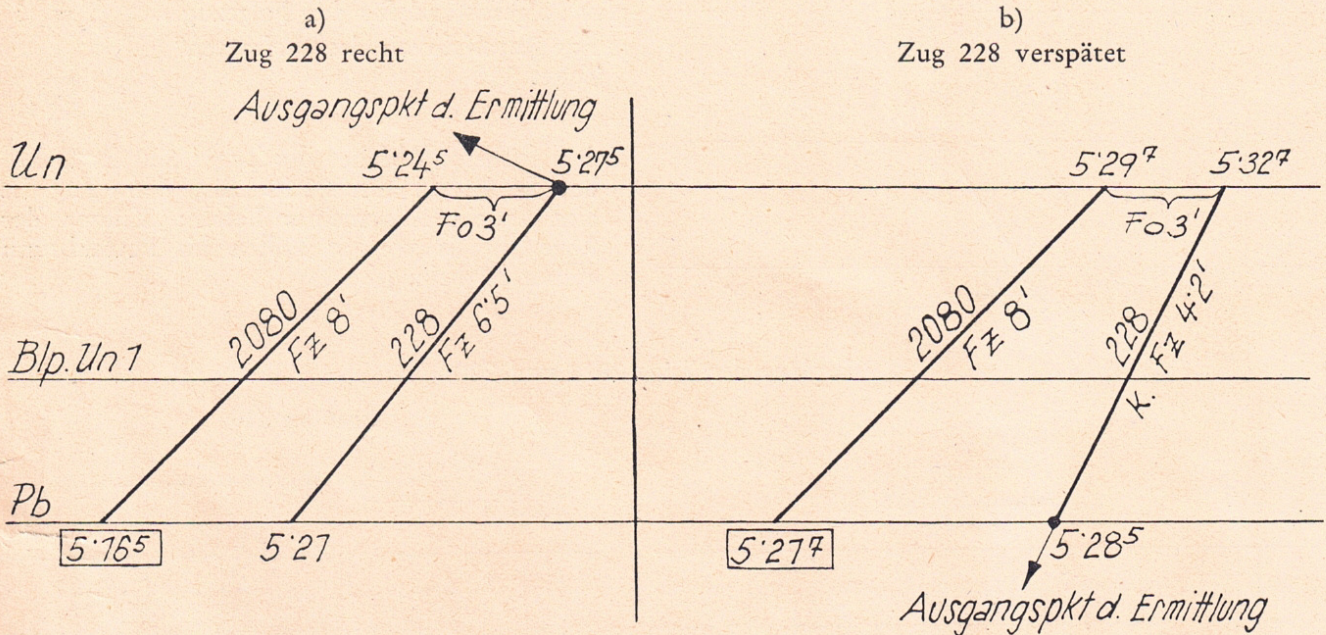 a)
Zug 228 recht
Ausgangspkt d. Ermittlung
Un
5·24⁵
5·27⁵
Fo 3'
2080
Fz 8'
228
Fz 6·5'
Blp. Un 1
Pb
5·16⁵
5·21
b)
Zug 228 verspätet
5·29⁷
5·32⁷
Fo 3'
2080
Fz 8'
228
K. Fz 4·2'
5·21⁷
5·28⁵
Ausgangspkt d. Ermittlung